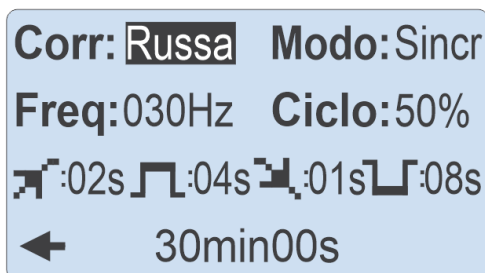 Corr: Russa Modo: Sincr
Freq:030Hz Ciclo:50%
:02s :04s :01s :08s
30min00s